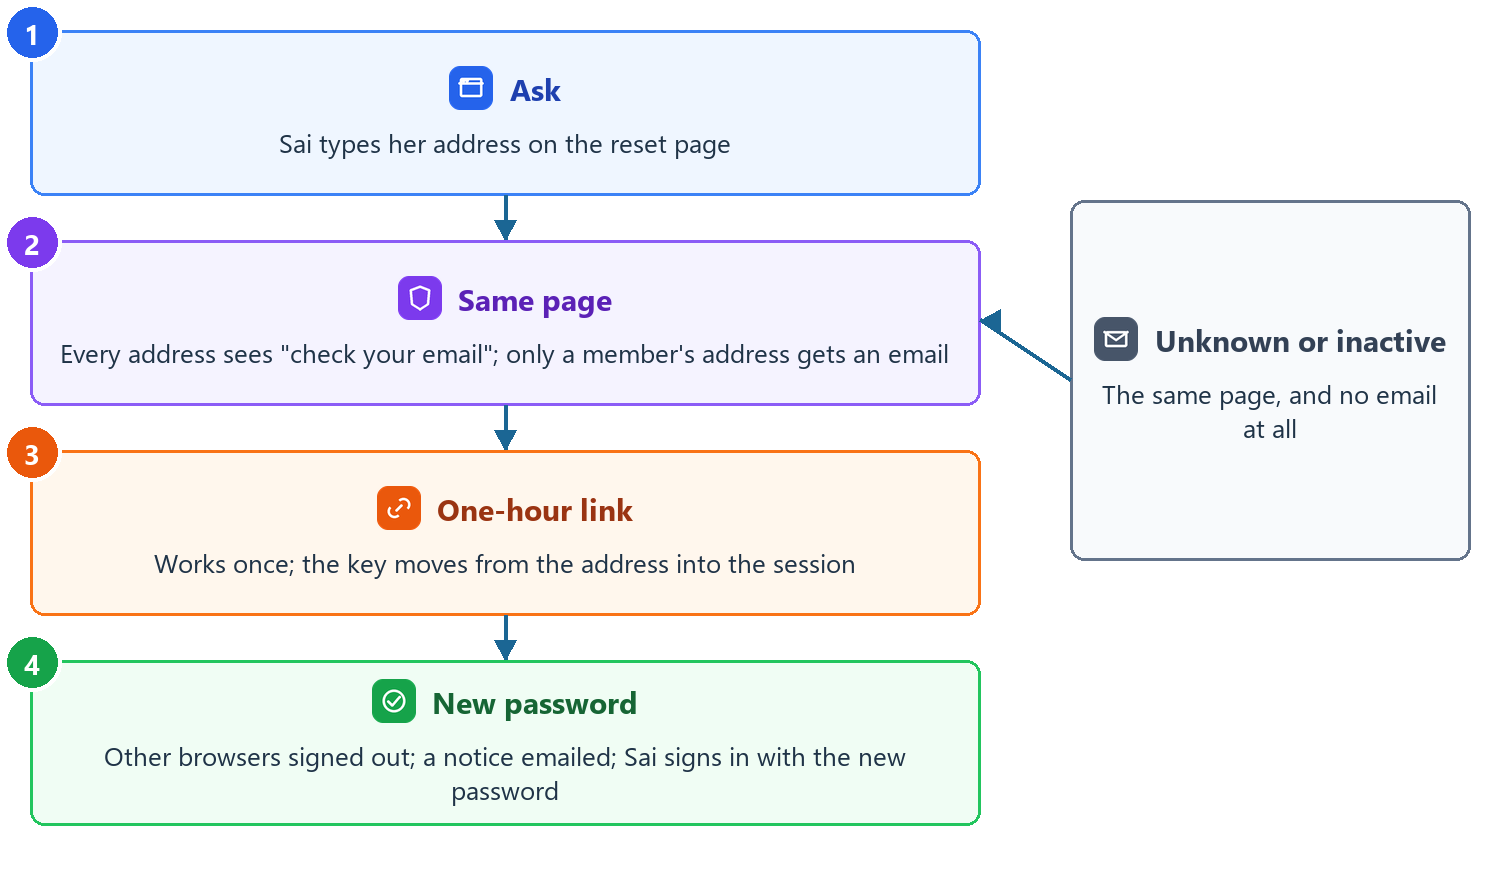 1
Ask
Sai types her address on the reset page
2
Same page
Every address sees "check your email"; only a member's address gets an email
Unknown or inactive
The same page, and no email
at all
3
One-hour link
Works once; the key moves from the address into the session
4
New password
Other browsers signed out; a notice emailed; Sai signs in with the new
password